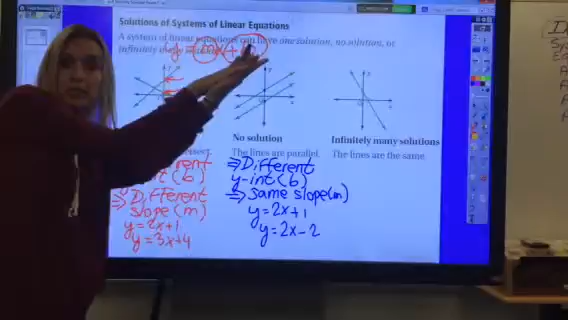 Solutions of Systems of Linear Equations
A system of linear equations can have one solution, no solution, or
infinitely many
y = mx +
No solution
Infinitely many solutions
The lines are parallel.
The lines are the same.
(b)
⇒ Different
slope (m)
y = 2x+1
y = 3x+4
⇒ Different
y-int (b)
⇒ same slope(m)
y = 2x+1
y = 2x-2